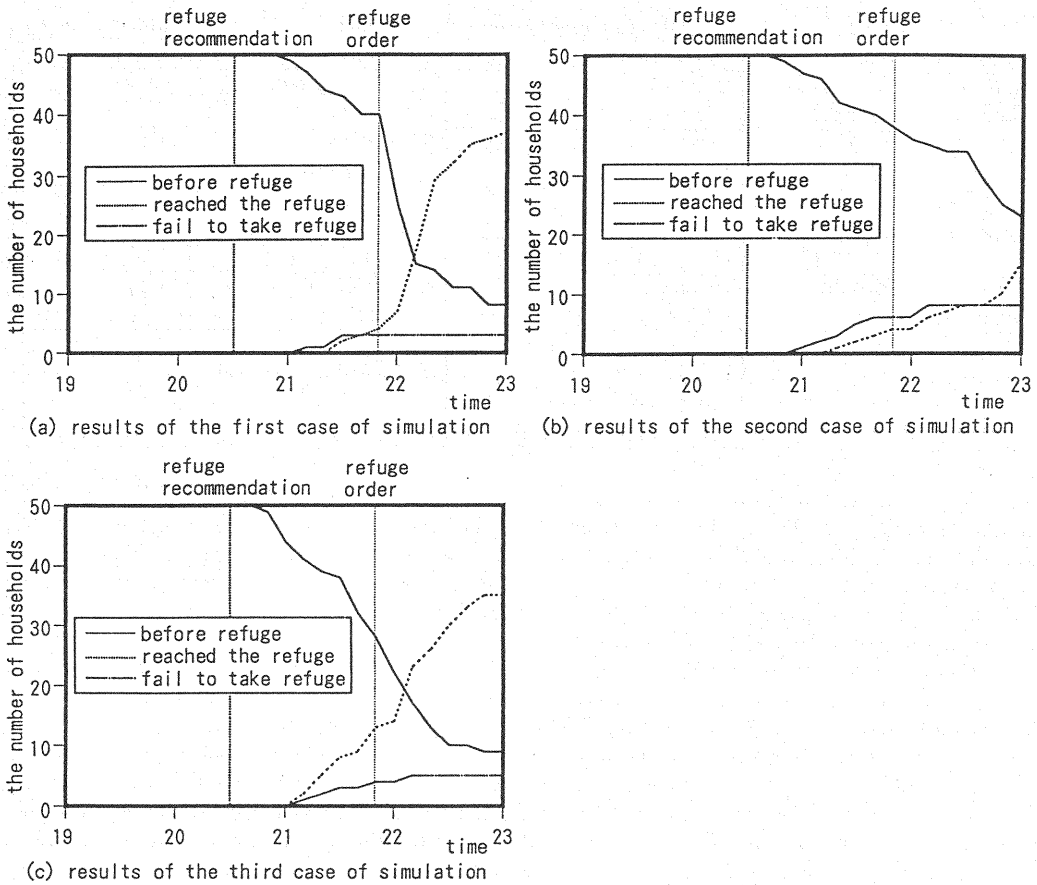 refuge
recommendation
refuge
order
the number of households
50
40
30
20
10
0
before refuge
reached the refuge
fail to take refuge
19
20
21
22
23
time
(a) results of the first case of simulation
refuge
recommendation
refuge
order
the number of households
50
40
30
20
10
0
before refuge
reached the refuge
fail to take refuge
19
20
21
22
23
time
(b) results of the second case of simulation
refuge
recommendation
refuge
order
the number of households
50
40
30
20
10
0
before refuge
reached the refuge
fail to take refuge
19
20
21
22
23
time
(c) results of the third case of simulation